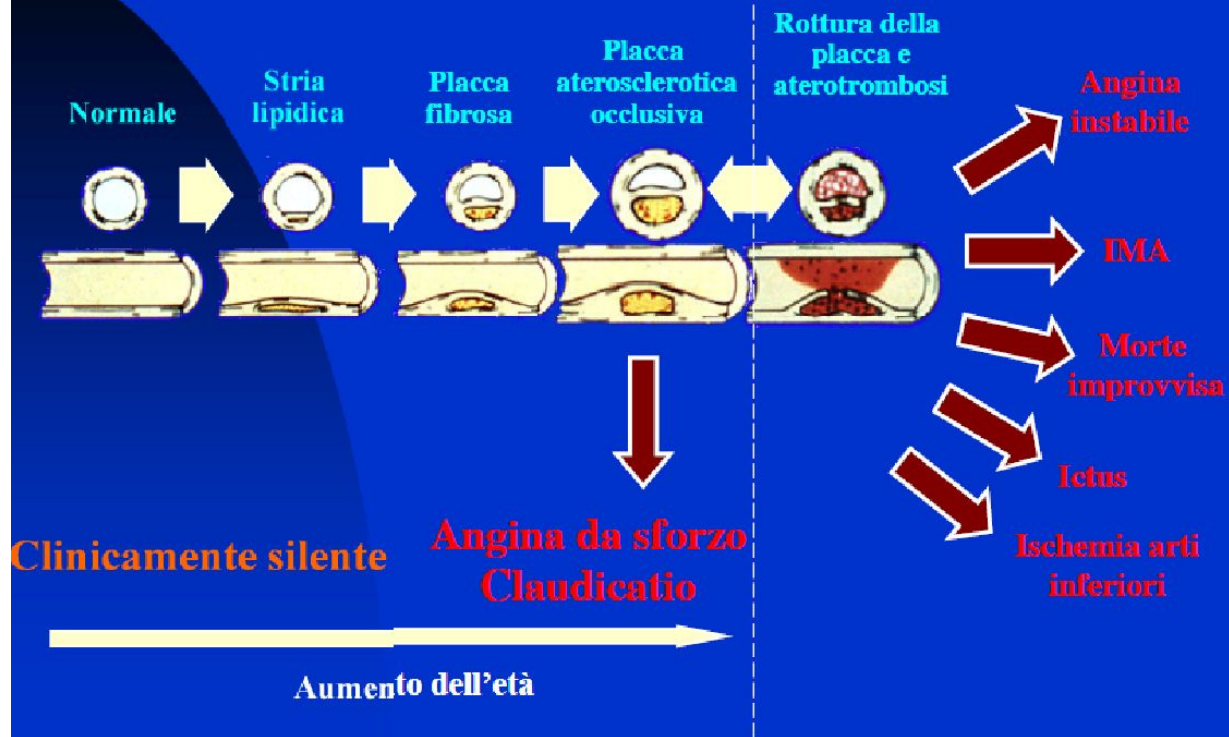 Normale
Stria
lipidica
Placca
fibrosa
Placca
aterosclerotica
occlusiva
Rottura della
placca e
aterotrombosi
Angina
instabile
IMA
Morte
improvvisa
Ictus
Ischemia arti
inferiori
Clinicamente silente
Angina da sforzo
Claudicatio
Aumento dell'età